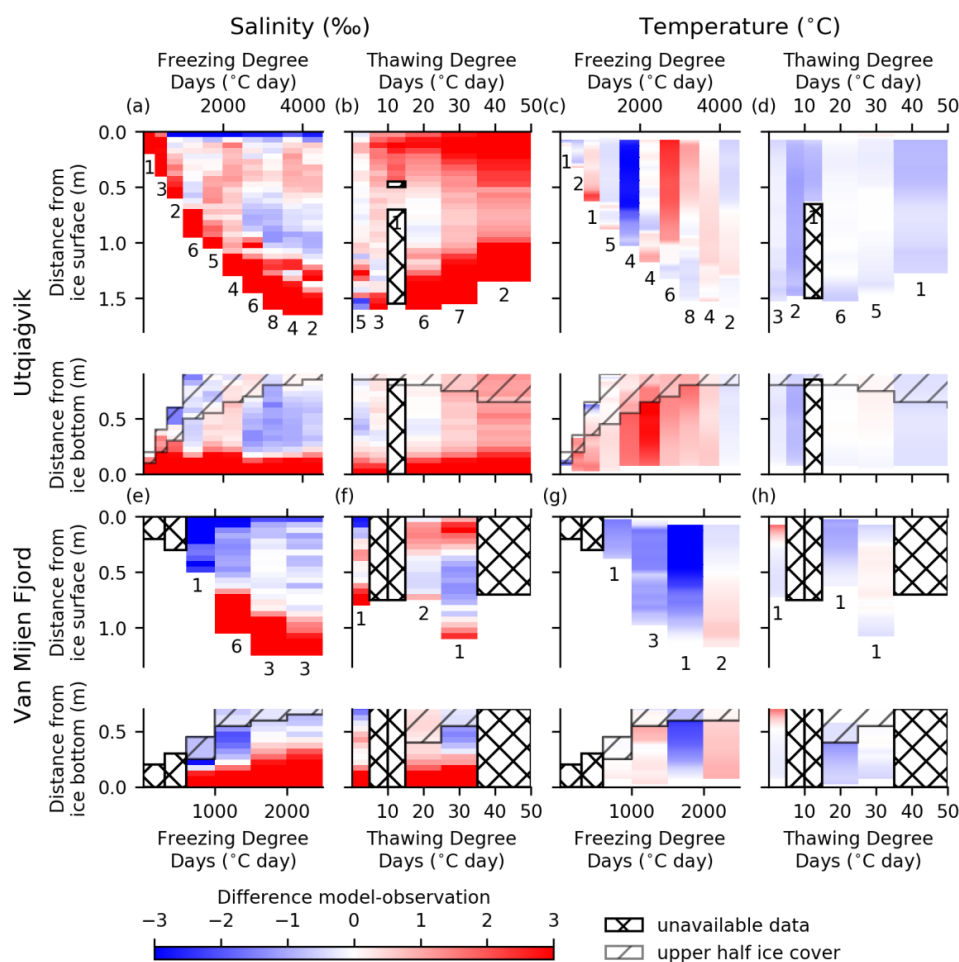 Salinity (‰) Temperature (°C)
Freezing Degree Thawing Degree Freezing Degree Thawing Degree
Days (°C day) Days (°C day) Days (°C day) Days (°C day)
(a) 2000 4000 (b) 10 20 30 40 50 (c) 2000 4000 (d) 10 20 30 40 50
Utqiaġvik
Distance from
ice surface (m)
0.0
0.5
1.0
1.5
1 3 2 6 5 4 6 8 4 2
5 3 1 6 7 2
1 2 1 5 4 4 6 8 4 2
3 2 1 6 5 1
Distance from
ice bottom (m)
0.5
0.0
(e) (f) (g) (h)
Van Mijen Fjord
Distance from
ice surface (m)
0.0
0.5
1.0
1 6 3 3
1 2 1
1 3 1 2
1 1 1
Distance from
ice bottom (m)
0.5
0.0
1000 2000 10 20 30 40 50 1000 2000 10 20 30 40 50
Freezing Degree Thawing Degree Freezing Degree Thawing Degree
Days (°C day) Days (°C day) Days (°C day) Days (°C day)
Difference model-observation
−3 −2 −1 0 1 2 3
unavailable data
upper half ice cover